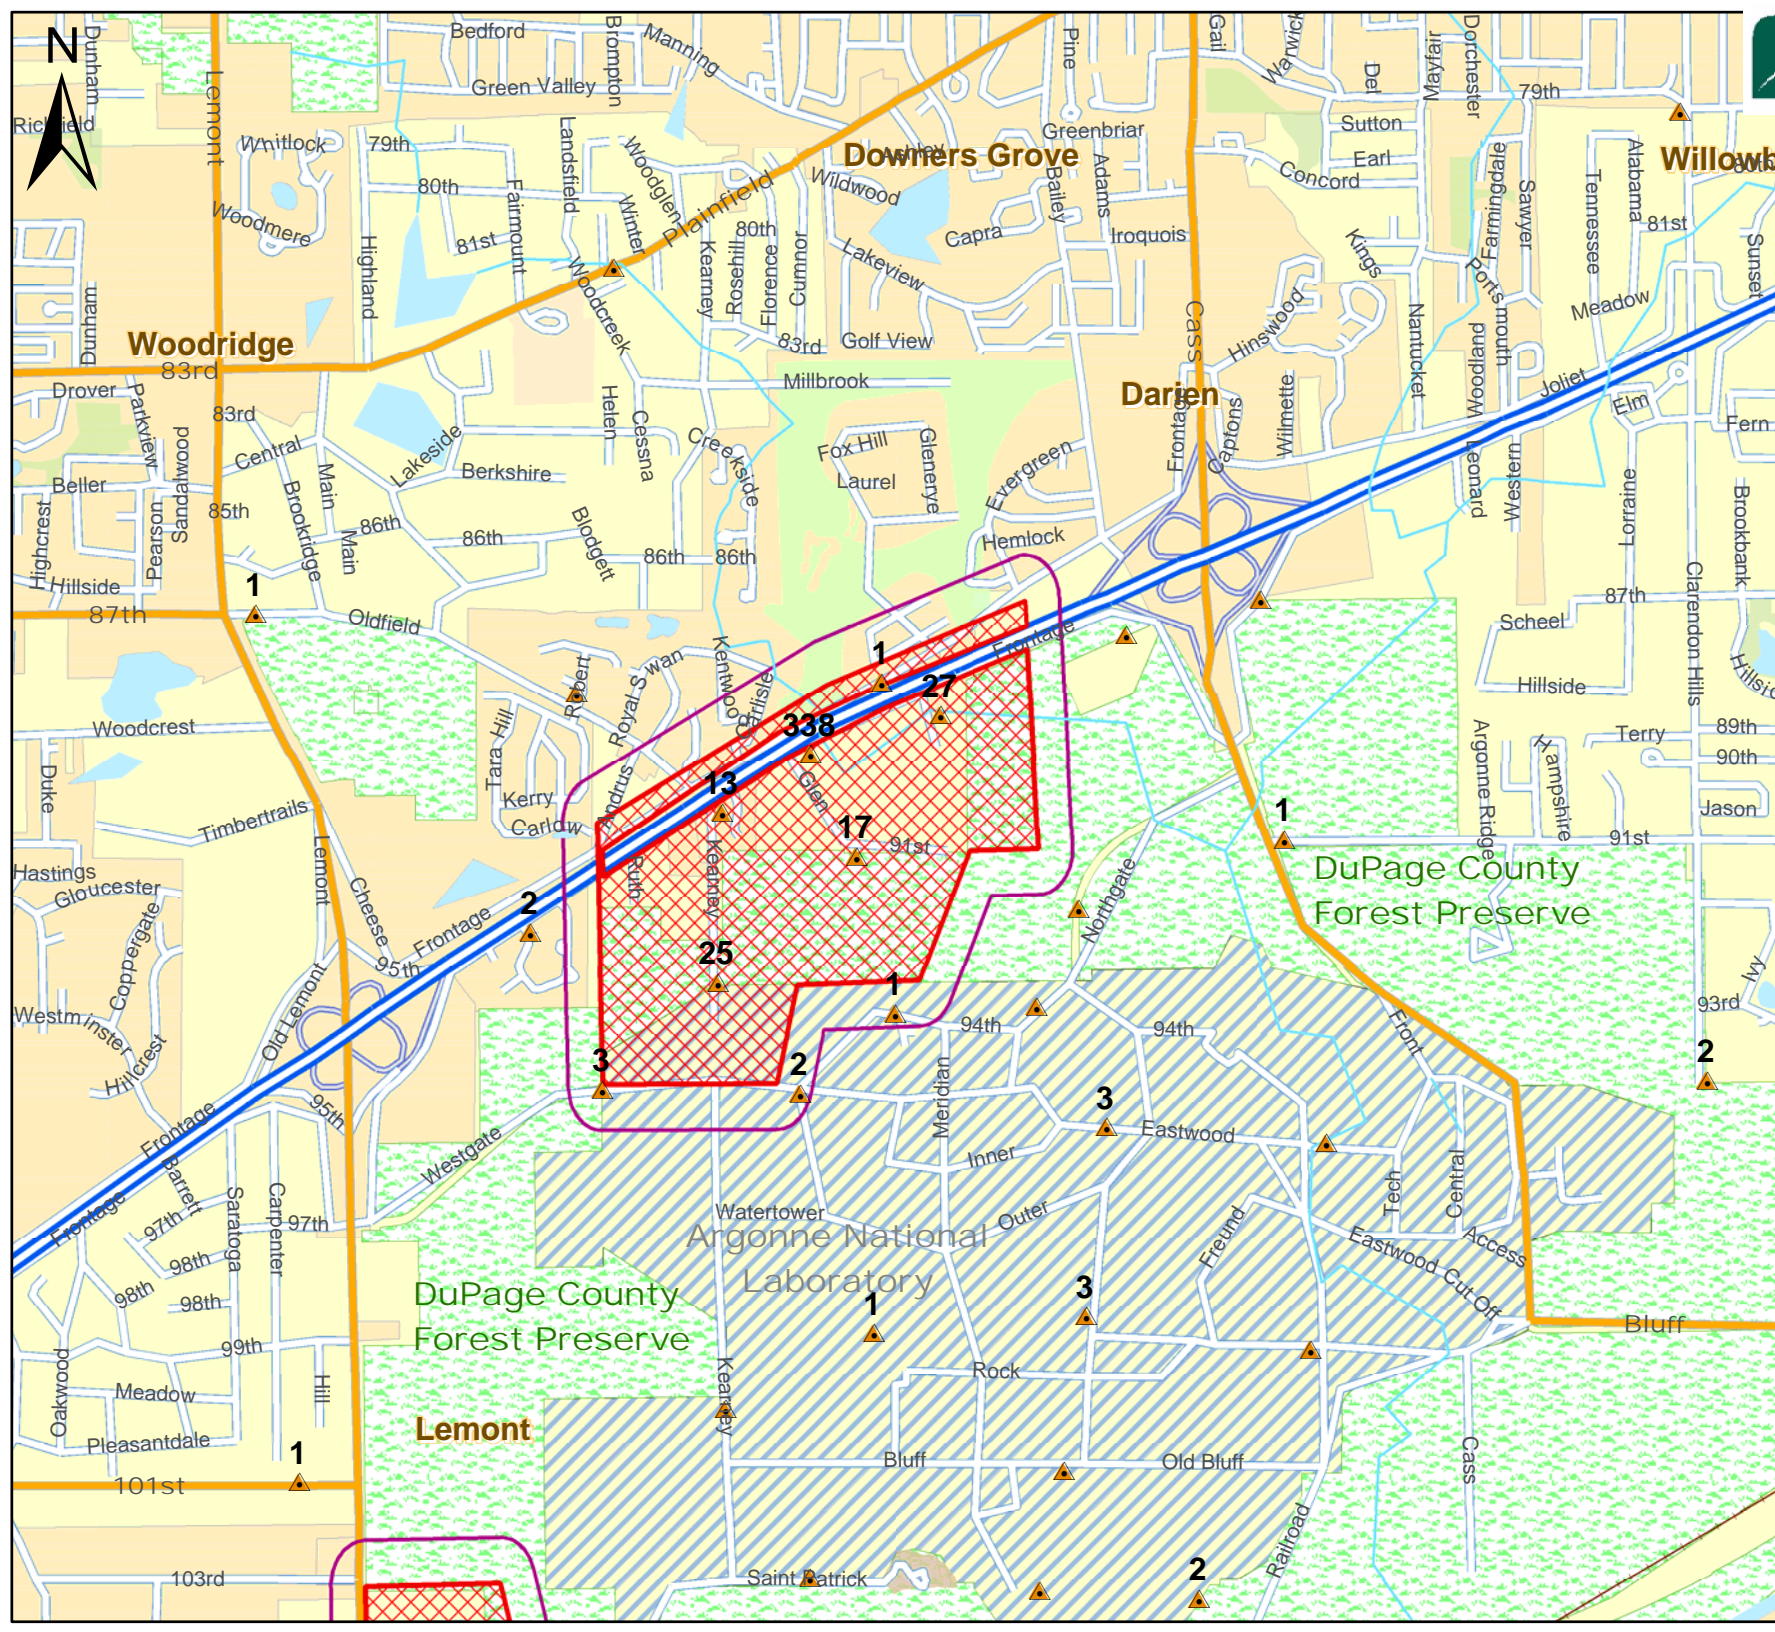 N
Dunham
Lemont
Bedford
Brompton
Manning
Pine
Gail
Warwick
Mayfair
Dorchester
Green Valley
79th
Whitlock
79th
Landsfield
Woodglen
Ashley
Downers Grove
Greenbriar
Sutton
Earl
Concord
Alabama
80th
Fairmount
Winter
Plainfield
Wildwood
Bailey
Adams
Farmingdale
Sawyer
Tennessee
81st
Woodmere
81st
80th
Capra
Iroquois
Kings
Sunset
Highland
Woodcreek
Kearney
Rosehill
Florence
Cumnor
Lakeview
Portsmouth
Meadow
Dunham
Woodridge
83rd
83rd
Golf View
Cass
Hinswood
Nantucket
Woodland
Joliet
Drover
Parkview
83rd
Millbrook
Darien
Elm
Helen
Cessna
Frontage
Captons
Wilmette
Fern
Central
Lakeside
Creekside
Fox Hill
Glenerye
Evergreen
Beller
Sandalwood
Main
Berkshire
Laurel
Leonard
Western
Lorraine
Brookbank
Highcrest
Pearson
85th
Brookridge
Main
86th
86th
Blodgett
86th
86th
Hemlock
Hillside
1
87th
Oldfield
87th
Scheel
Clarendon Hills
Frontage
Robert
Royal Swan
Kentwood
Carlisle
1
27
Hillside
Woodcrest
338
Argonne Ridge
Hampshire
Terry
89th
90th
Duke
Tara Hill
Kerry
Carlow
Andrus
13
Glen
17
91st
1
Jason
91st
Timbertrails
Lemont
Hastings
Gloucester
Coppergate
Cheese
Frontage
2
Ruth
Kearney
Northgate
DuPage County
Forest Preserve
95th
25
1
Ivy
93rd
Westminster
Old Lemont
Hillcrest
94th
94th
Front
3
2
2
Frontage
95th
Westgate
Meridian
3
Eastwood
Inner
Barrett
Saratoga
Carpenter
Tech
Central
Frontage
97th
97th
Watertower
Outer
Freund
Argonne National
Laboratory
Eastwood Cut Off
Access
98th
98th
98th
DuPage County
Forest Preserve
1
3
Bluff
99th
Oakwood
Meadow
Hill
Kearney
Rock
Pleasantdale
Lemont
1
101st
Bluff
Old Bluff
Cass
Railroad
103rd
Saint Patrick
2